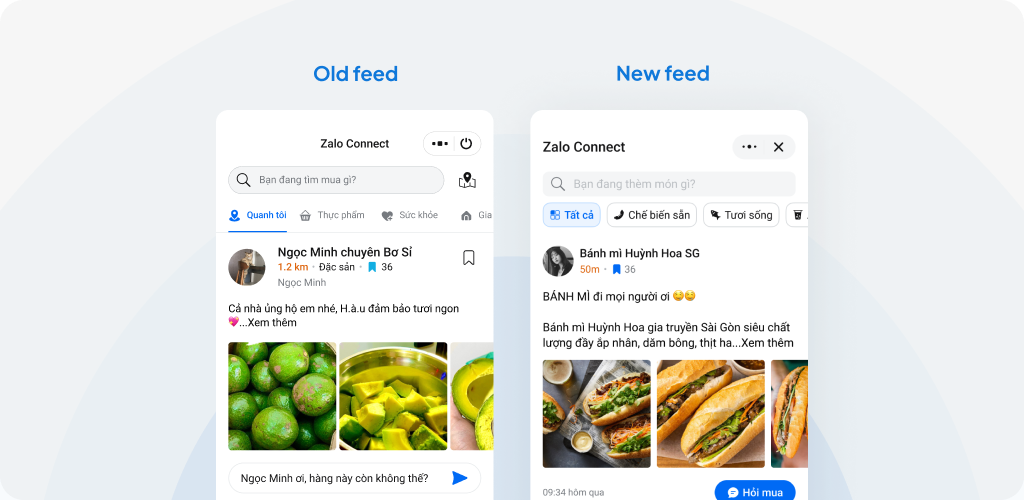 Old feed
Zalo Connect
Bạn đang tìm mua gì?
Quanh tôi Thực phẩm Sức khỏe Gia
Ngọc Minh chuyên Bơ Sỉ
1.2 km · Đặc sản · 36
Ngọc Minh
Cả nhà ủng hộ em nhé, H.à.u đảm bảo tươi ngon
💖...Xem thêm
Ngọc Minh ơi, hàng này còn không thế?
New feed
Zalo Connect
Bạn đang thèm món gì?
Tất cả Chế biến sẵn Tươi sống
Bánh mì Huỳnh Hoa SG
50m · 36
BÁNH MÌ đi mọi người ơi 😋😋
Bánh mì Huỳnh Hoa gia truyền Sài Gòn siêu chất
lượng đầy ắp nhân, dăm bông, thịt ha...Xem thêm
09:34 hôm qua
Hỏi mua